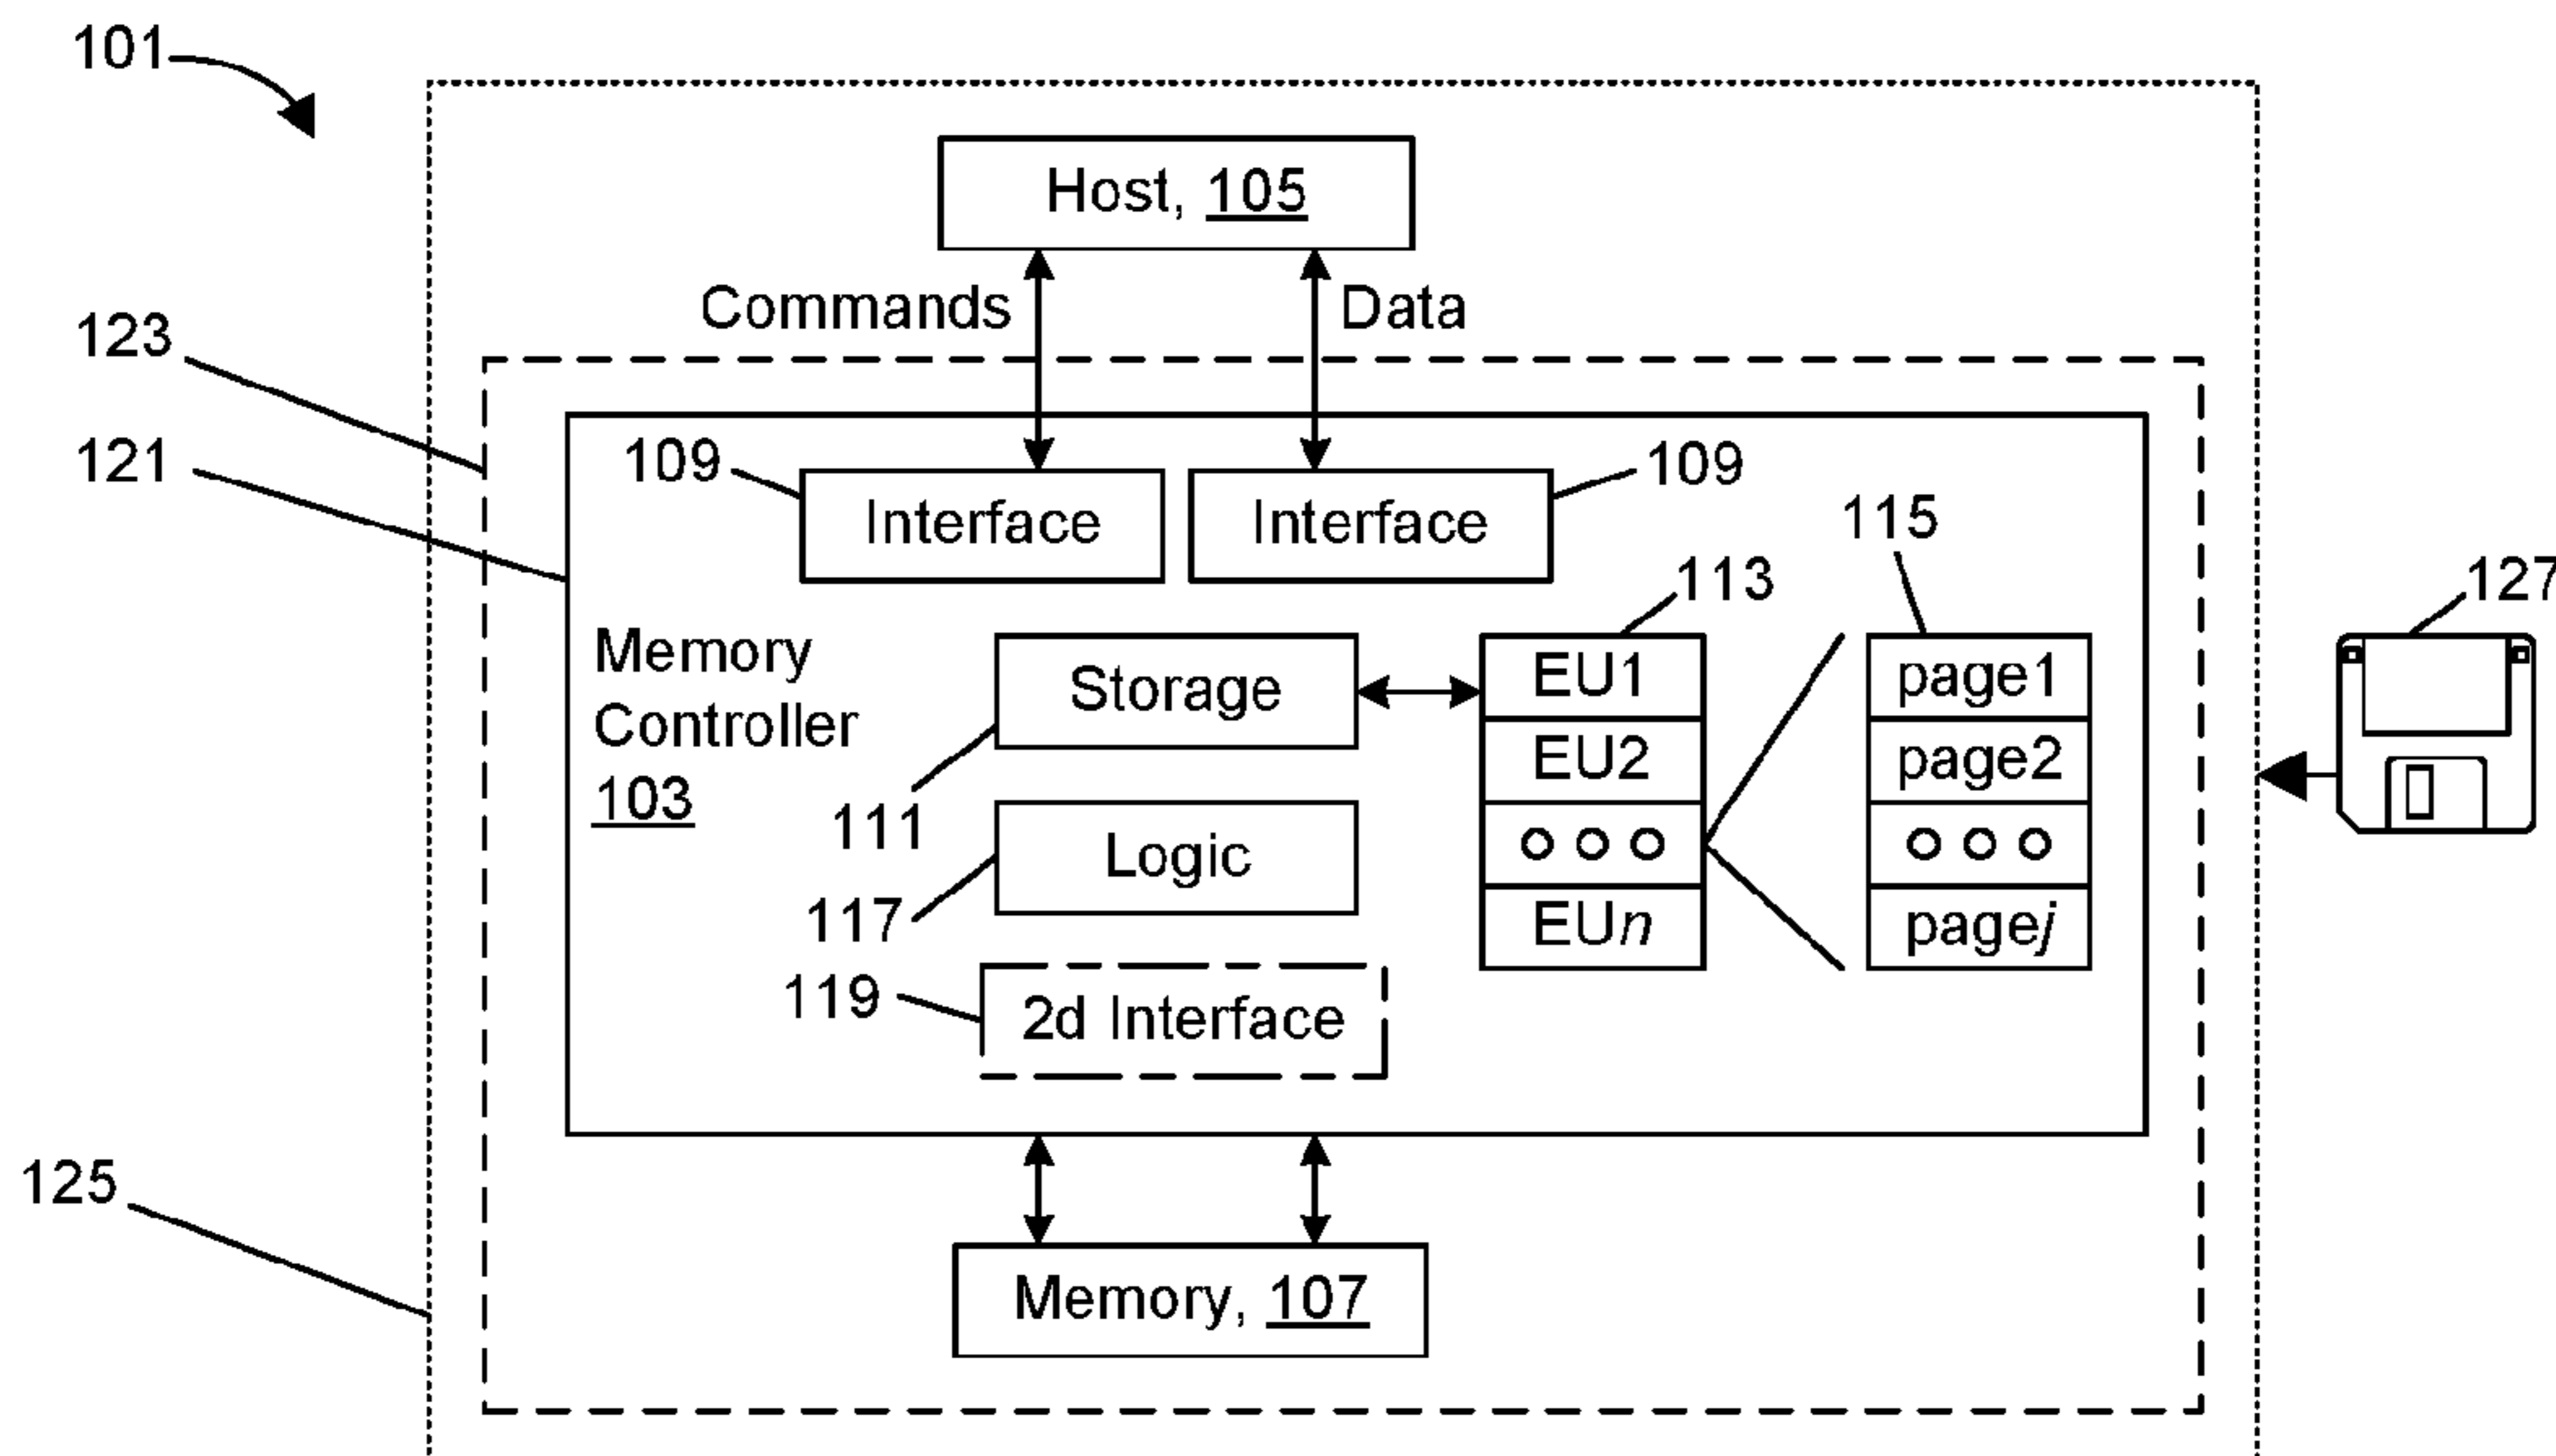 101
Host, 105
Commands
Data
123
121
109
Interface
Interface
109
115
113
127
Memory
Controller
103
Storage
EU1
page1
EU2
page2
111
Logic
117
EUn
pagej
119
2d Interface
125
Memory, 107